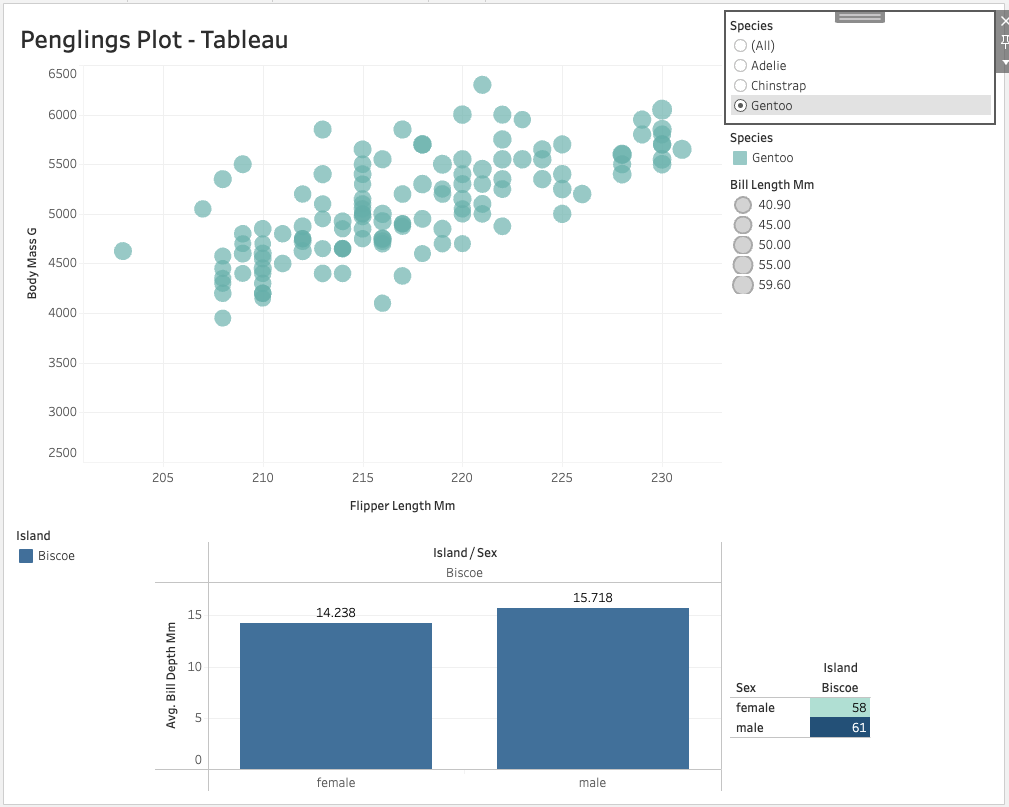 Penglings Plot - Tableau
6500
6000
5500
5000
4500
4000
3500
3000
2500
Body Mass G
205 210 215 220 225 230
Flipper Length Mm
Species
(All)
Adelie
Chinstrap
Gentoo
Species
Gentoo
Bill Length Mm
40.90
45.00
50.00
55.00
59.60
Island
Biscoe
Island / Sex
Biscoe
Avg. Bill Depth Mm
15
10
5
0
14.238
15.718
female male
Island
Sex Biscoe
female 58
male 61